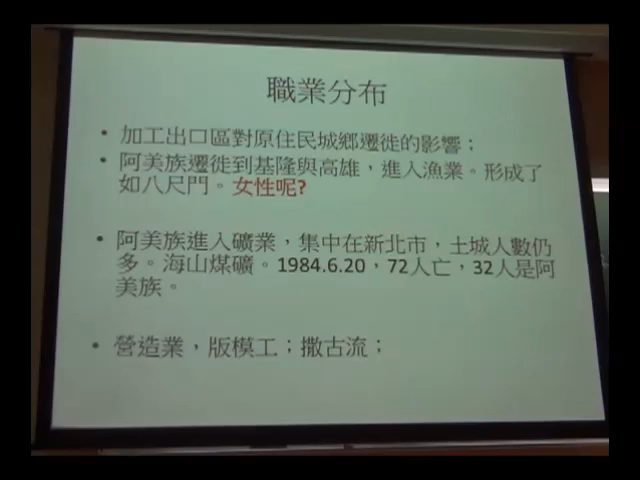 職業分布
• 加工出口區對原住民城鄉遷徙的影響；
• 阿美族遷徙到基隆與高雄，進入漁業。形成了
如八尺門。女性呢?
• 阿美族進入礦業，集中在新北市，土城人數仍
多。海山煤礦。1984.6.20，72人亡，32人是阿
美族。
• 營造業，版模工；撒古流；